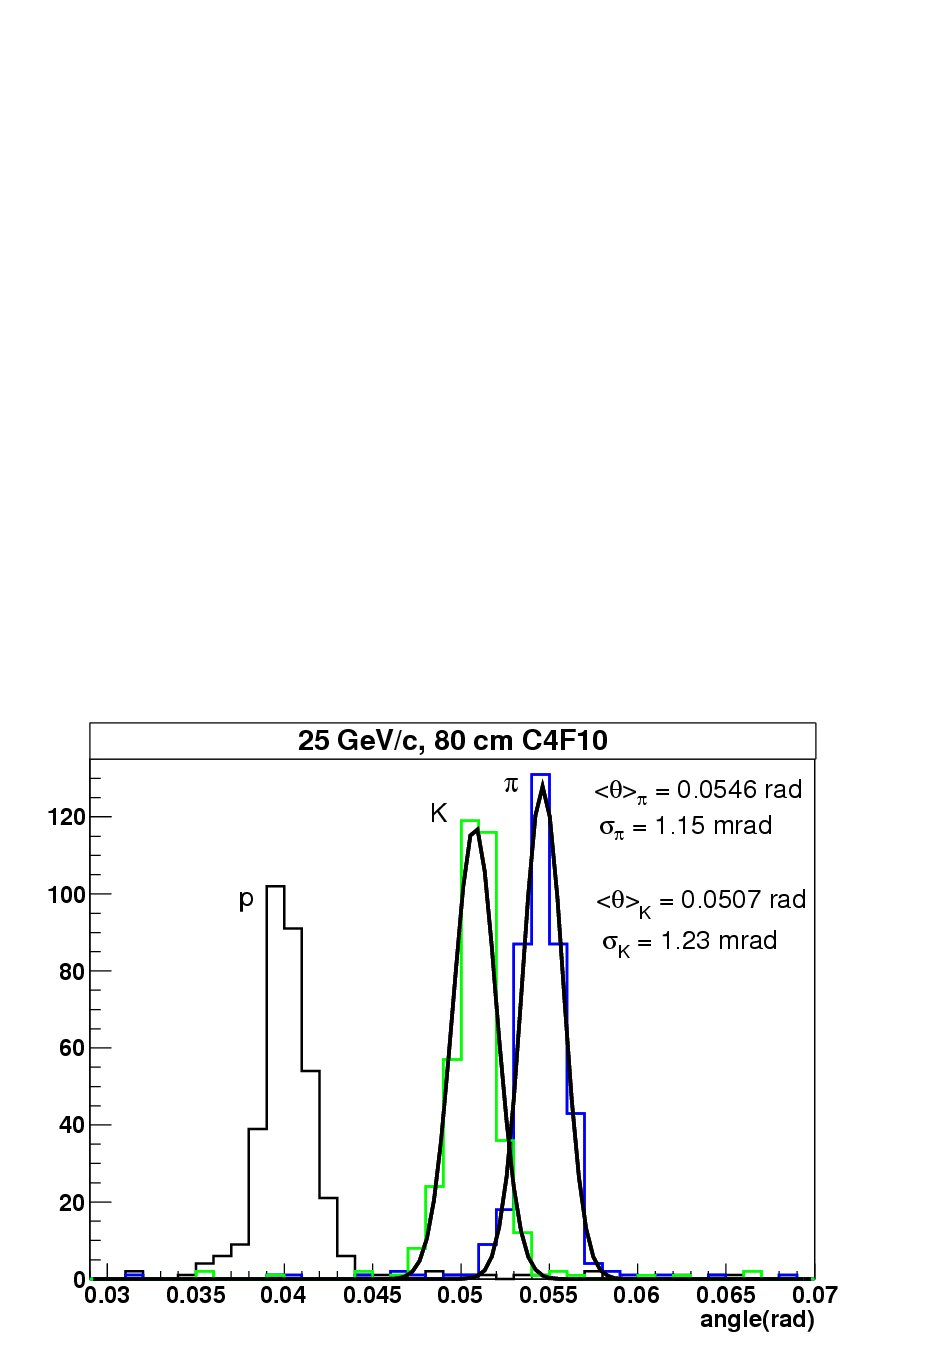 25 GeV/c, 80 cm C4F10
π
<θ>π = 0.0546 rad
K
σπ = 1.15 mrad
120
p
<θ>K = 0.0507 rad
100
σK = 1.23 mrad
80
60
40
20
0
0.03 0.035 0.04 0.045 0.05 0.055 0.06 0.065 0.07
angle(rad)